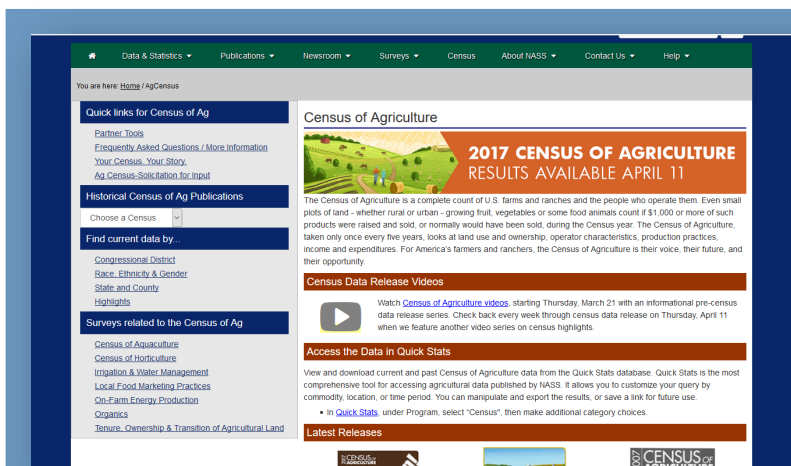 Data & Statistics Publications Newsroom Surveys Census About NASS Contact Us Help
You are here: Home / AgCensus
Quick links for Census of Ag
Partner Tools
Frequently Asked Questions / More Information
Your Census. Your Story.
Ag Census-Solicitation for Input
Historical Census of Ag Publications
Choose a Census
Find current data by...
Congressional District
Race, Ethnicity & Gender
State and County
Highlights
Surveys related to the Census of Ag
Census of Aquaculture
Census of Horticulture
Irrigation & Water Management
Local Food Marketing Practices
On-Farm Energy Production
Organics
Tenure, Ownership & Transition of Agricultural Land
Census of Agriculture
2017 CENSUS OF AGRICULTURE
RESULTS AVAILABLE APRIL 11
The Census of Agriculture is a complete count of U.S. farms and ranches and the people who operate them. Even small
plots of land - whether rural or urban - growing fruit, vegetables or some food animals count if $1,000 or more of such
products were raised and sold, or normally would have been sold, during the Census year. The Census of Agriculture,
taken only once every five years, looks at land use and ownership, operator characteristics, production practices,
income and expenditures. For America's farmers and ranchers, the Census of Agriculture is their voice, their future, and
their opportunity.
Census Data Release Videos
Watch Census of Agriculture videos, starting Thursday, March 21 with an informational pre-census
data release series. Check back every week through census data release on Thursday, April 11
when we feature another video series on census highlights.
Access the Data in Quick Stats
View and download current and past Census of Agriculture data from the Quick Stats database. Quick Stats is the most
comprehensive tool for accessing agricultural data published by NASS. It allows you to customize your query by
commodity, location, or time period. You can manipulate and export the results, or save a link for future use.
• In Quick Stats, under Program, select "Census", then make additional category choices.
Latest Releases
CENSUS OF
AGRICULTURE
2007 CENSUS OF
AGRICULTURE